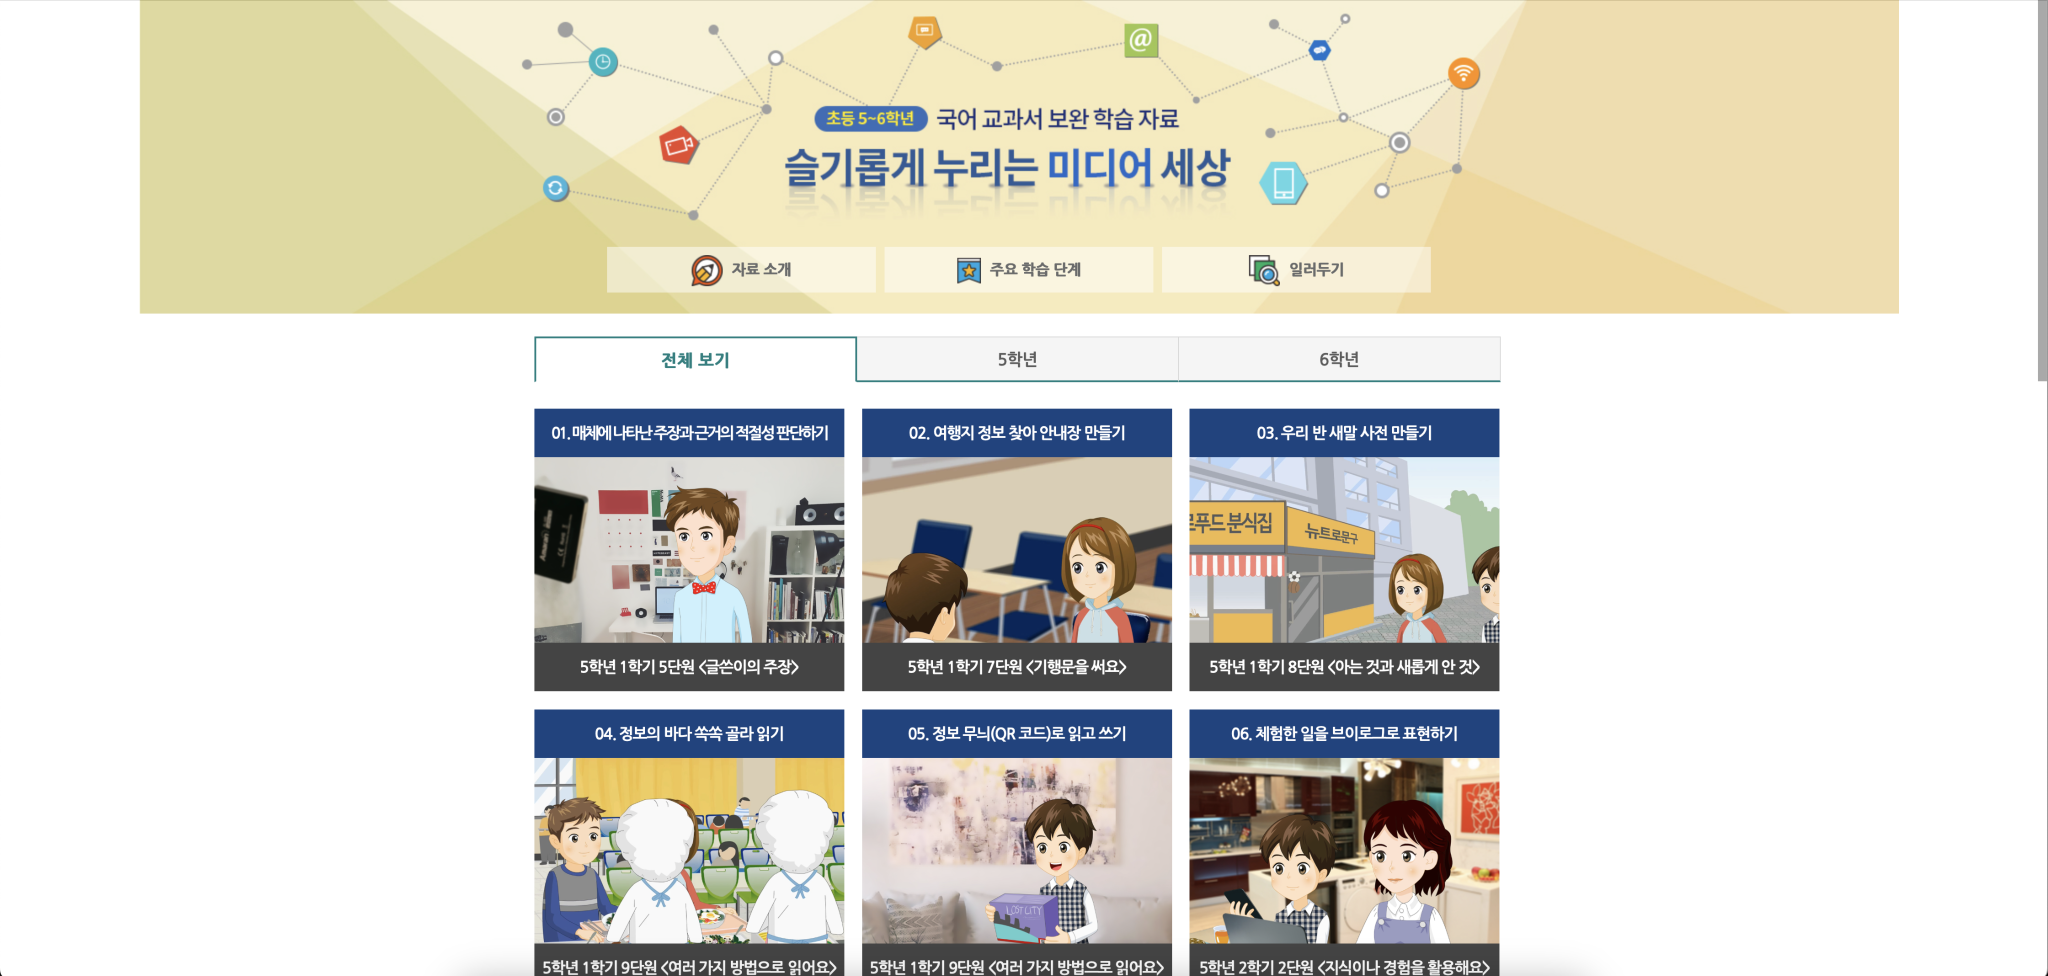 초등 5~6학년 국어 교과서 보완 학습 자료
슬기롭게 누리는 미디어 세상
자료 소개
주요 학습 단계
일러두기
전체 보기
5학년
6학년
01. 매체에 나타난 주장과 근거의 적절성 판단하기
02. 여행지 정보 찾아 안내장 만들기
03. 우리 반 새말 사전 만들기
로푸드 분식집
뉴트로문구
5학년 1학기 5단원 <글쓴이의 주장>
5학년 1학기 7단원 <기행문을 써요>
5학년 1학기 8단원 <아는 것과 새롭게 안 것>
04. 정보의 바다 쏙쏙 골라 읽기
05. 정보 무늬(QR 코드)로 읽고 쓰기
06. 체험한 일을 브이로그로 표현하기
5학년 1학기 9단원 <여러 가지 방법으로 읽어요>
5학년 1학기 9단원 <여러 가지 방법으로 읽어요>
5학년 2학기 2단원 <지식이나 경험을 활용해요>